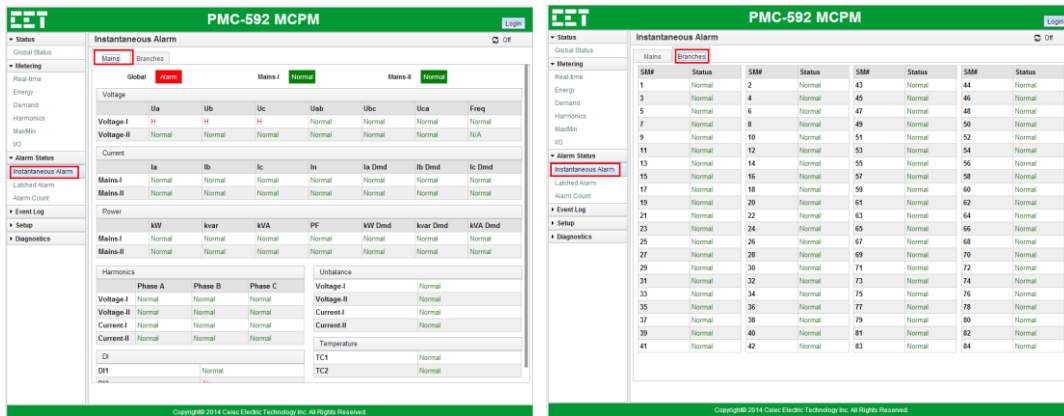 CET PMC-592 MCPM Login
Status
Global Status
Metering
Real-time
Energy
Demand
Harmonics
Max/Min
I/O
Alarm Status
Instantaneous Alarm
Latched Alarm
Alarm Count
Event Log
Setup
Diagnostics
Instantaneous Alarm Off
Mains Branches
Global Alarm Mains-I Normal Mains-II Normal
Voltage
Ua Ub Uc Uab Ubc Uca Freq
Voltage-I H H H Normal Normal Normal Normal
Voltage-II Normal Normal Normal Normal Normal Normal N/A
Current
Ia Ib Ic In Ia Dmd Ib Dmd Ic Dmd
Mains-I Normal Normal Normal Normal Normal Normal Normal
Mains-II Normal Normal Normal Normal Normal Normal Normal
Power
kW kvar kVA PF kW Dmd kvar Dmd kVA Dmd
Mains-I Normal Normal Normal Normal Normal Normal Normal
Mains-II Normal Normal Normal Normal Normal Normal Normal
Harmonics
Phase A Phase B Phase C
Voltage-I Normal Normal Normal
Voltage-II Normal Normal Normal
Current-I Normal Normal Normal
Current-II Normal Normal Normal
DI
DI1 Normal
Unbalance
Voltage-I Normal
Voltage-II Normal
Current-I Normal
Current-II Normal
Temperature
TC1 Normal
TC2 Normal
Copyright© 2014 Ceiec Electric Technology Inc. All Rights Reserved.
CET PMC-592 MCPM Login
Status
Global Status
Metering
Real-time
Energy
Demand
Harmonics
Max/Min
I/O
Alarm Status
Instantaneous Alarm
Latched Alarm
Alarm Count
Event Log
Setup
Diagnostics
Instantaneous Alarm Off
Mains Branches
SM# Status SM# Status SM# Status SM# Status
1 Normal 2 Normal 43 Normal 44 Normal
3 Normal 4 Normal 45 Normal 46 Normal
5 Normal 6 Normal 47 Normal 48 Normal
7 Normal 8 Normal 49 Normal 50 Normal
9 Normal 10 Normal 51 Normal 52 Normal
11 Normal 12 Normal 53 Normal 54 Normal
13 Normal 14 Normal 55 Normal 56 Normal
15 Normal 16 Normal 57 Normal 58 Normal
17 Normal 18 Normal 59 Normal 60 Normal
19 Normal 20 Normal 61 Normal 62 Normal
21 Normal 22 Normal 63 Normal 64 Normal
23 Normal 24 Normal 65 Normal 66 Normal
25 Normal 26 Normal 67 Normal 68 Normal
27 Normal 28 Normal 69 Normal 70 Normal
29 Normal 30 Normal 71 Normal 72 Normal
31 Normal 32 Normal 73 Normal 74 Normal
33 Normal 34 Normal 75 Normal 76 Normal
35 Normal 36 Normal 77 Normal 78 Normal
37 Normal 38 Normal 79 Normal 80 Normal
39 Normal 40 Normal 81 Normal 82 Normal
41 Normal 42 Normal 83 Normal 84 Normal
Copyright© 2014 Ceiec Electric Technology Inc. All Rights Reserved.